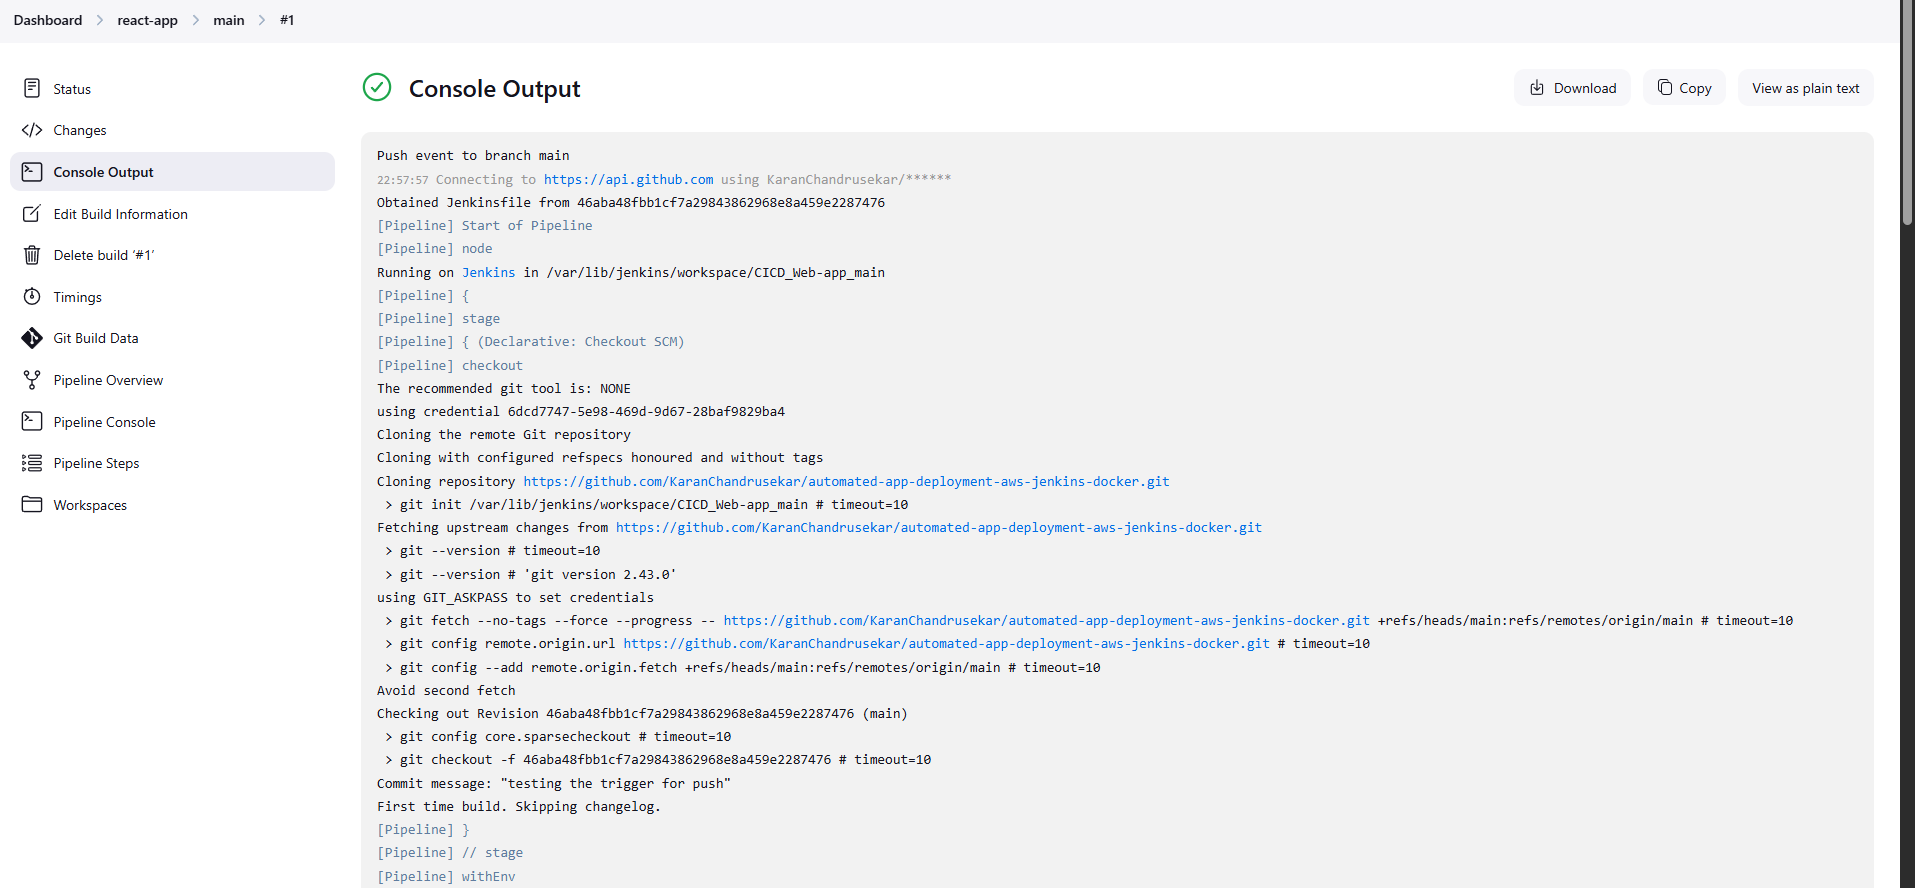 Dashboard > react-app > main > #1
Status
Changes
Console Output
Edit Build Information
Delete build ‘#1’
Timings
Git Build Data
Pipeline Overview
Pipeline Console
Pipeline Steps
Workspaces
Console Output
Download
Copy
View as plain text
Push event to branch main
22:57:57 Connecting to https://api.github.com using KaranChandrusekar/******
Obtained Jenkinsfile from 46aba48fbb1cf7a29843862968e8a459e2287476
[Pipeline] Start of Pipeline
[Pipeline] node
Running on Jenkins in /var/lib/jenkins/workspace/CICD_Web-app_main
[Pipeline] {
[Pipeline] stage
[Pipeline] { (Declarative: Checkout SCM)
[Pipeline] checkout
The recommended git tool is: NONE
using credential 6dcd7747-5e98-469d-9d67-28baf9829ba4
Cloning the remote Git repository
Cloning with configured refspecs honoured and without tags
Cloning repository https://github.com/KaranChandrusekar/automated-app-deployment-aws-jenkins-docker.git
> git init /var/lib/jenkins/workspace/CICD_Web-app_main # timeout=10
Fetching upstream changes from https://github.com/KaranChandrusekar/automated-app-deployment-aws-jenkins-docker.git
> git --version # timeout=10
> git --version # 'git version 2.43.0'
using GIT_ASKPASS to set credentials
> git fetch --no-tags --force --progress -- https://github.com/KaranChandrusekar/automated-app-deployment-aws-jenkins-docker.git +refs/heads/main:refs/remotes/origin/main # timeout=10
> git config remote.origin.url https://github.com/KaranChandrusekar/automated-app-deployment-aws-jenkins-docker.git # timeout=10
> git config --add remote.origin.fetch +refs/heads/main:refs/remotes/origin/main # timeout=10
Avoid second fetch
Checking out Revision 46aba48fbb1cf7a29843862968e8a459e2287476 (main)
> git config core.sparsecheckout # timeout=10
> git checkout -f 46aba48fbb1cf7a29843862968e8a459e2287476 # timeout=10
Commit message: "testing the trigger for push"
First time build. Skipping changelog.
[Pipeline] }
[Pipeline] // stage
[Pipeline] withEnv